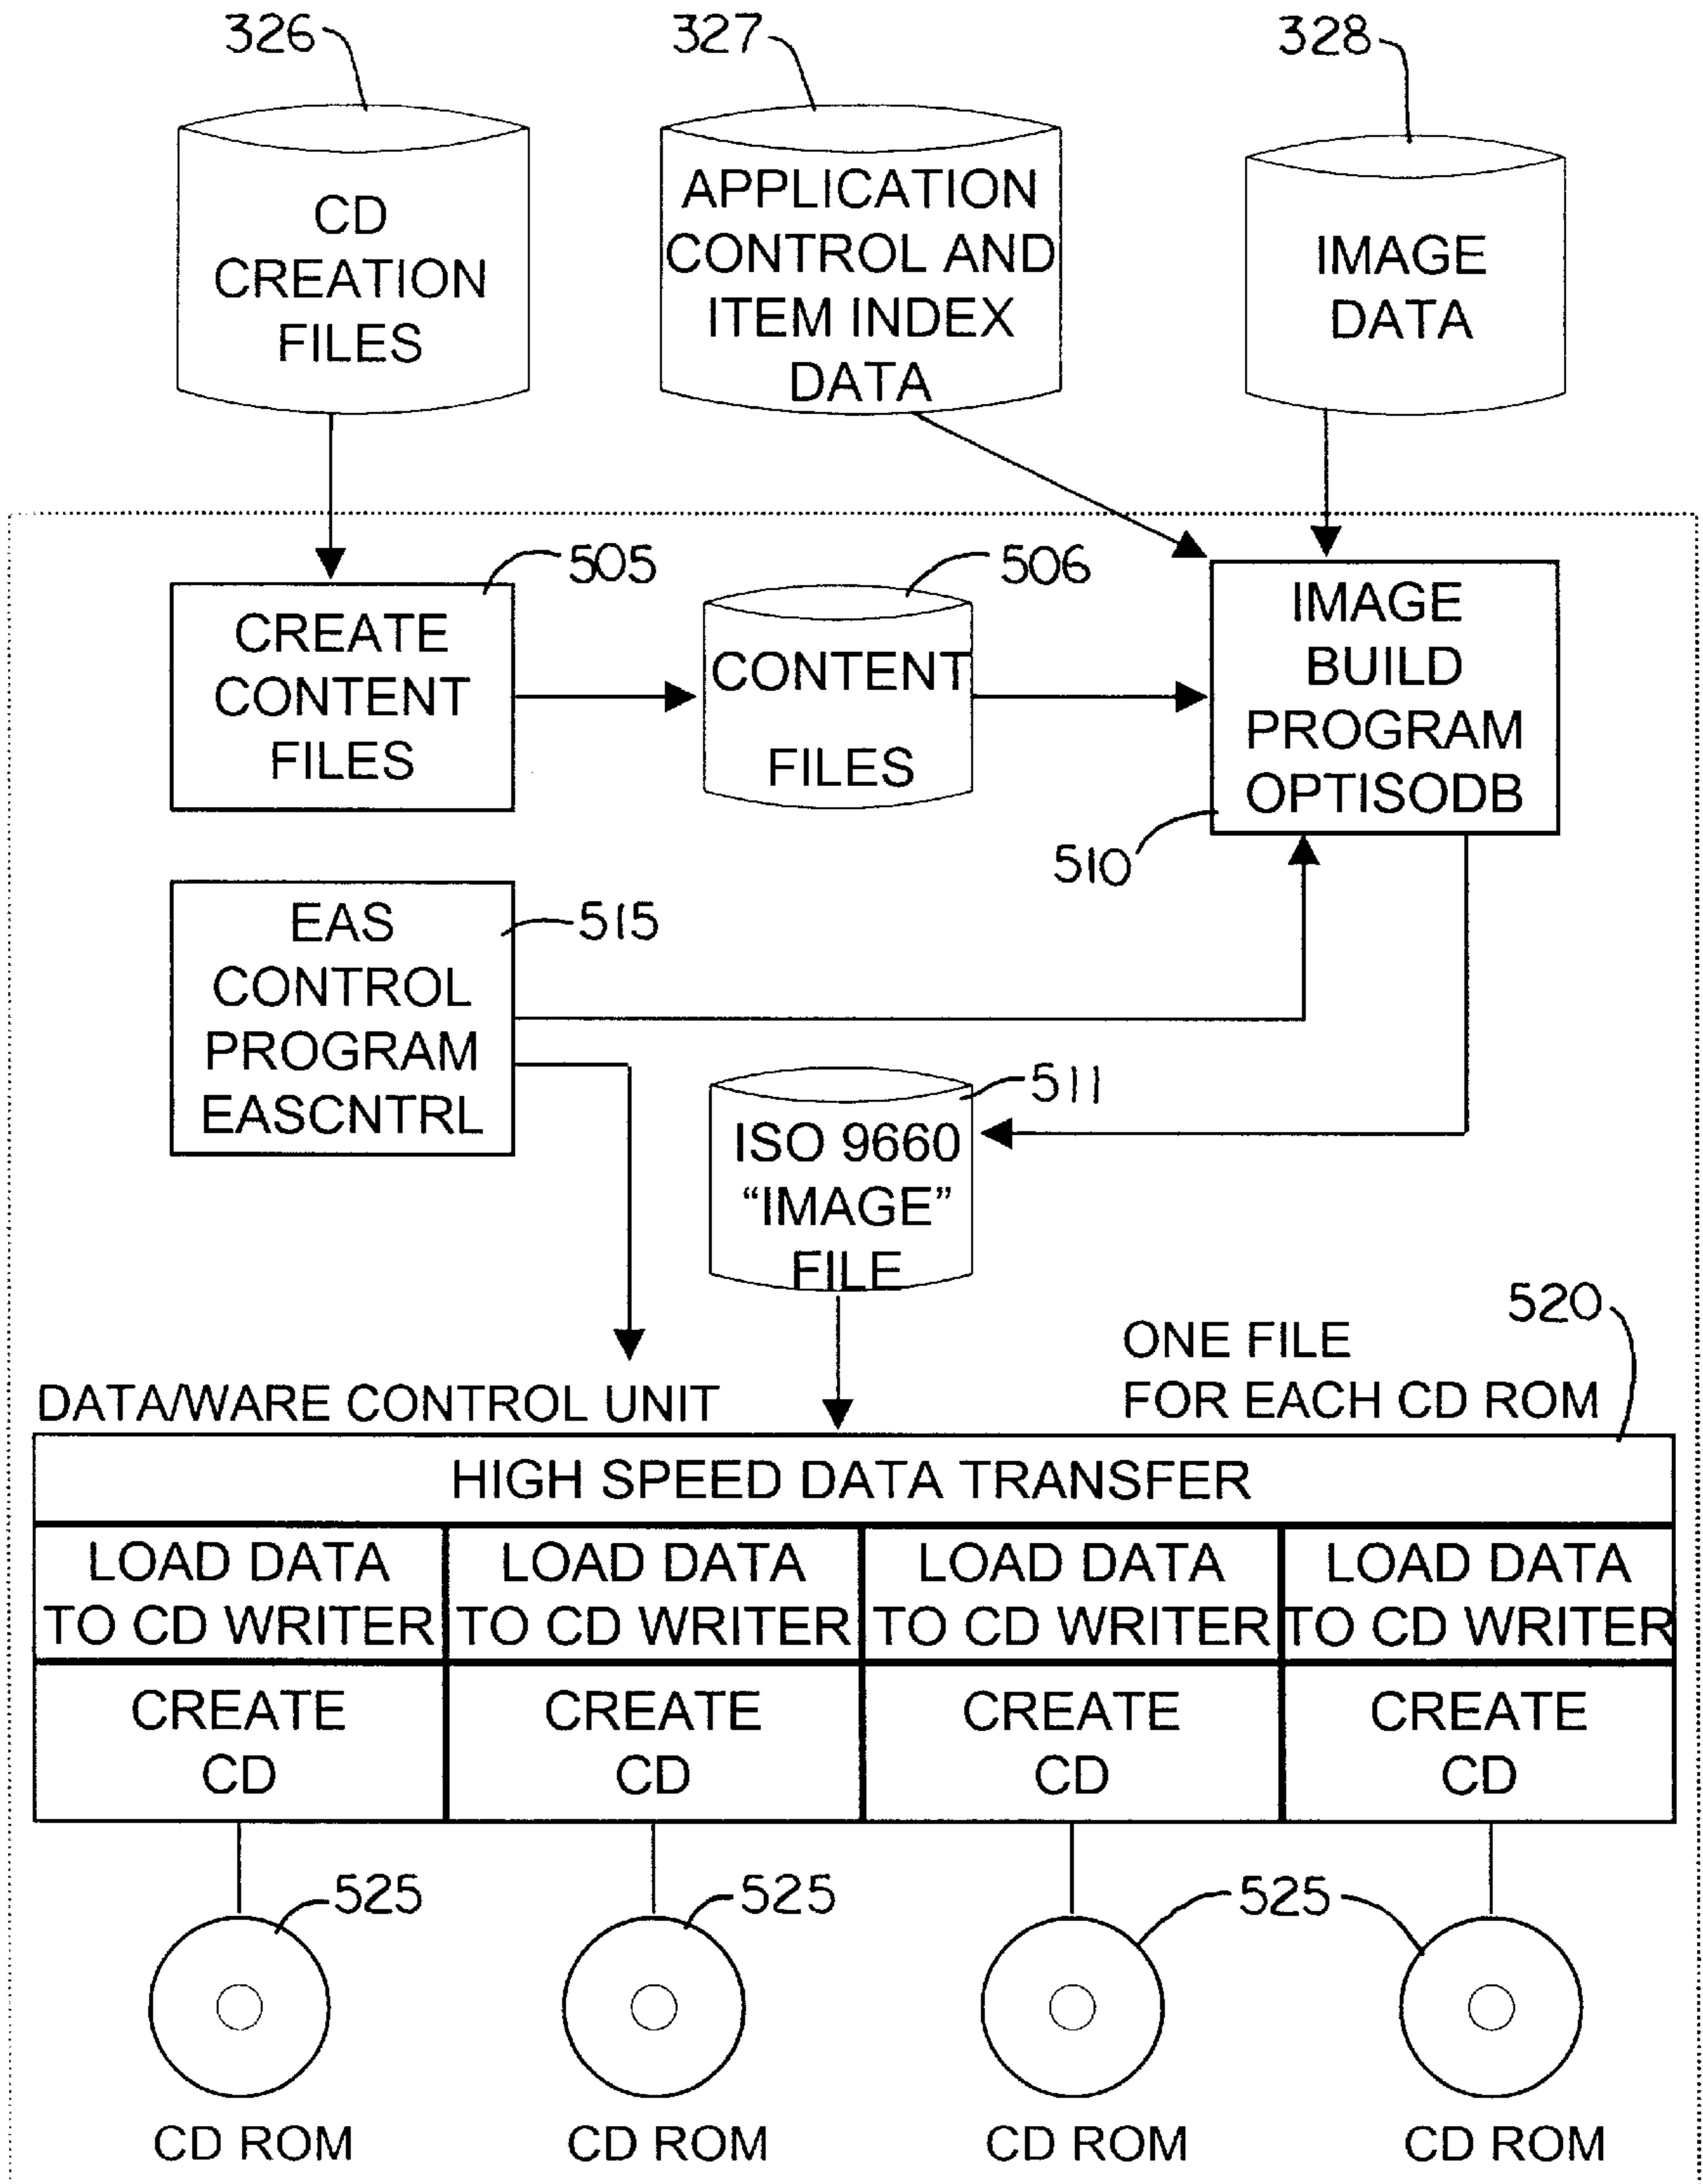 326
327
328
CD
CREATION
FILES
APPLICATION
CONTROL AND
ITEM INDEX
DATA
IMAGE
DATA
505
506
CREATE
CONTENT
FILES
CONTENT
FILES
IMAGE
BUILD
PROGRAM
OPTISODB
510
EAS
CONTROL
PROGRAM
EASCNTRL
515
511
ISO 9660
“IMAGE”
FILE
520
ONE FILE
FOR EACH CD ROM
DATA/WARE CONTROL UNIT
HIGH SPEED DATA TRANSFER
LOAD DATA
TO CD WRITER
LOAD DATA
TO CD WRITER
LOAD DATA
TO CD WRITER
LOAD DATA
TO CD WRITER
CREATE
CD
CREATE
CD
CREATE
CD
CREATE
CD
525
525
525
CD ROM
CD ROM
CD ROM
CD ROM